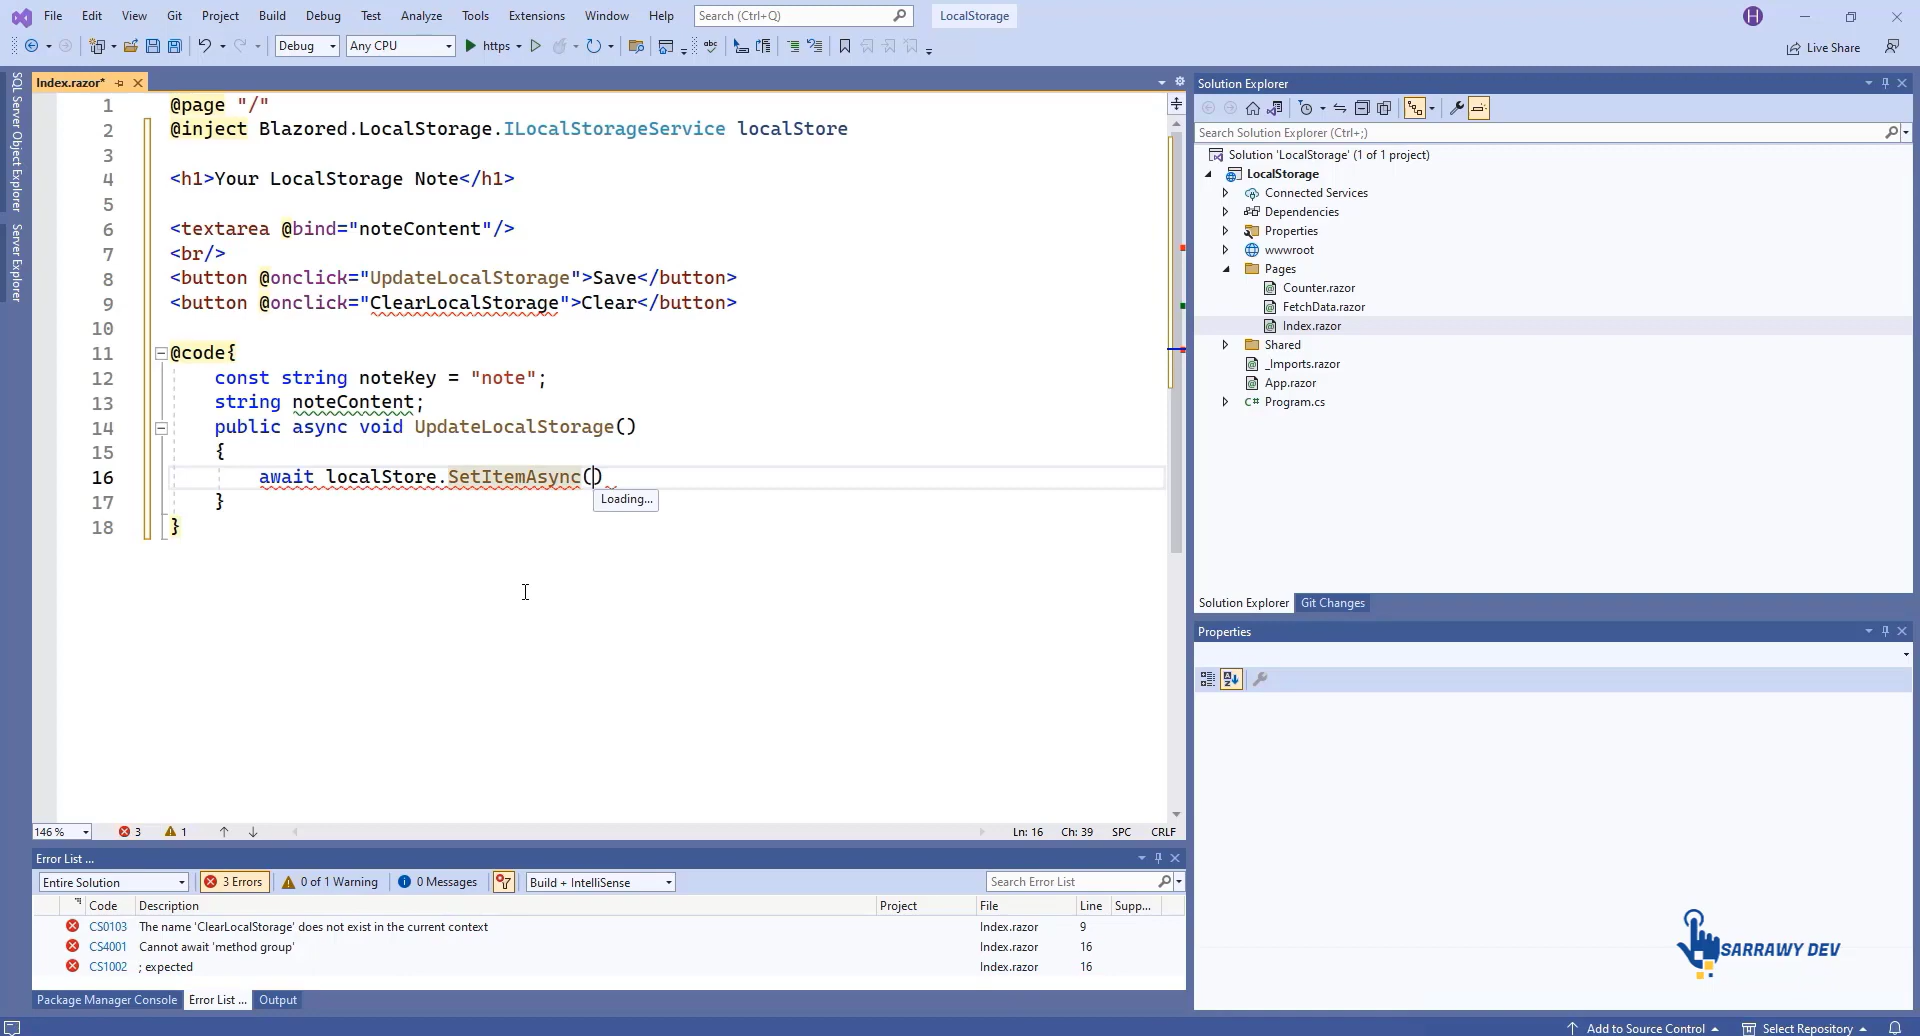 File Edit View Git Project Build Debug Test Analyze Tools Extensions Window Help Search (Ctrl+Q) LocalStorage H
Debug Any CPU https abc Live Share
SQL Server Object Explorer
Server Explorer
Index.razor*
1 @page "/"
2 @inject Blazored.LocalStorage.ILocalStorageService localStore
3
4 <h1>Your LocalStorage Note</h1>
5
6 <textarea @bind="noteContent"/>
7 <br/>
8 <button @onclick="UpdateLocalStorage">Save</button>
9 <button @onclick="ClearLocalStorage">Clear</button>
10
11 @code{
12 const string noteKey = "note";
13 string noteContent;
14 public async void UpdateLocalStorage()
15 {
16 await localStore.SetItemAsync()
Loading...
17 }
18 }
146 % 3 1 Ln: 16 Ch: 39 SPC CRLF
Error List ...
Entire Solution 3 Errors 0 of 1 Warning 0 Messages Build + IntelliSense Search Error List
Code Description Project File Line Supp...
CS0103 The name 'ClearLocalStorage' does not exist in the current context Index.razor 9
CS4001 Cannot await 'method group' Index.razor 16
CS1002 ; expected Index.razor 16
Package Manager Console Error List ... Output
Solution Explorer
Search Solution Explorer (Ctrl+;)
Solution 'LocalStorage' (1 of 1 project)
LocalStorage
Connected Services
Dependencies
Properties
wwwroot
Pages
Counter.razor
FetchData.razor
Index.razor
Shared
_Imports.razor
App.razor
C# Program.cs
Solution Explorer Git Changes
Properties
SARRAWY DEV
Add to Source Control Select Repository